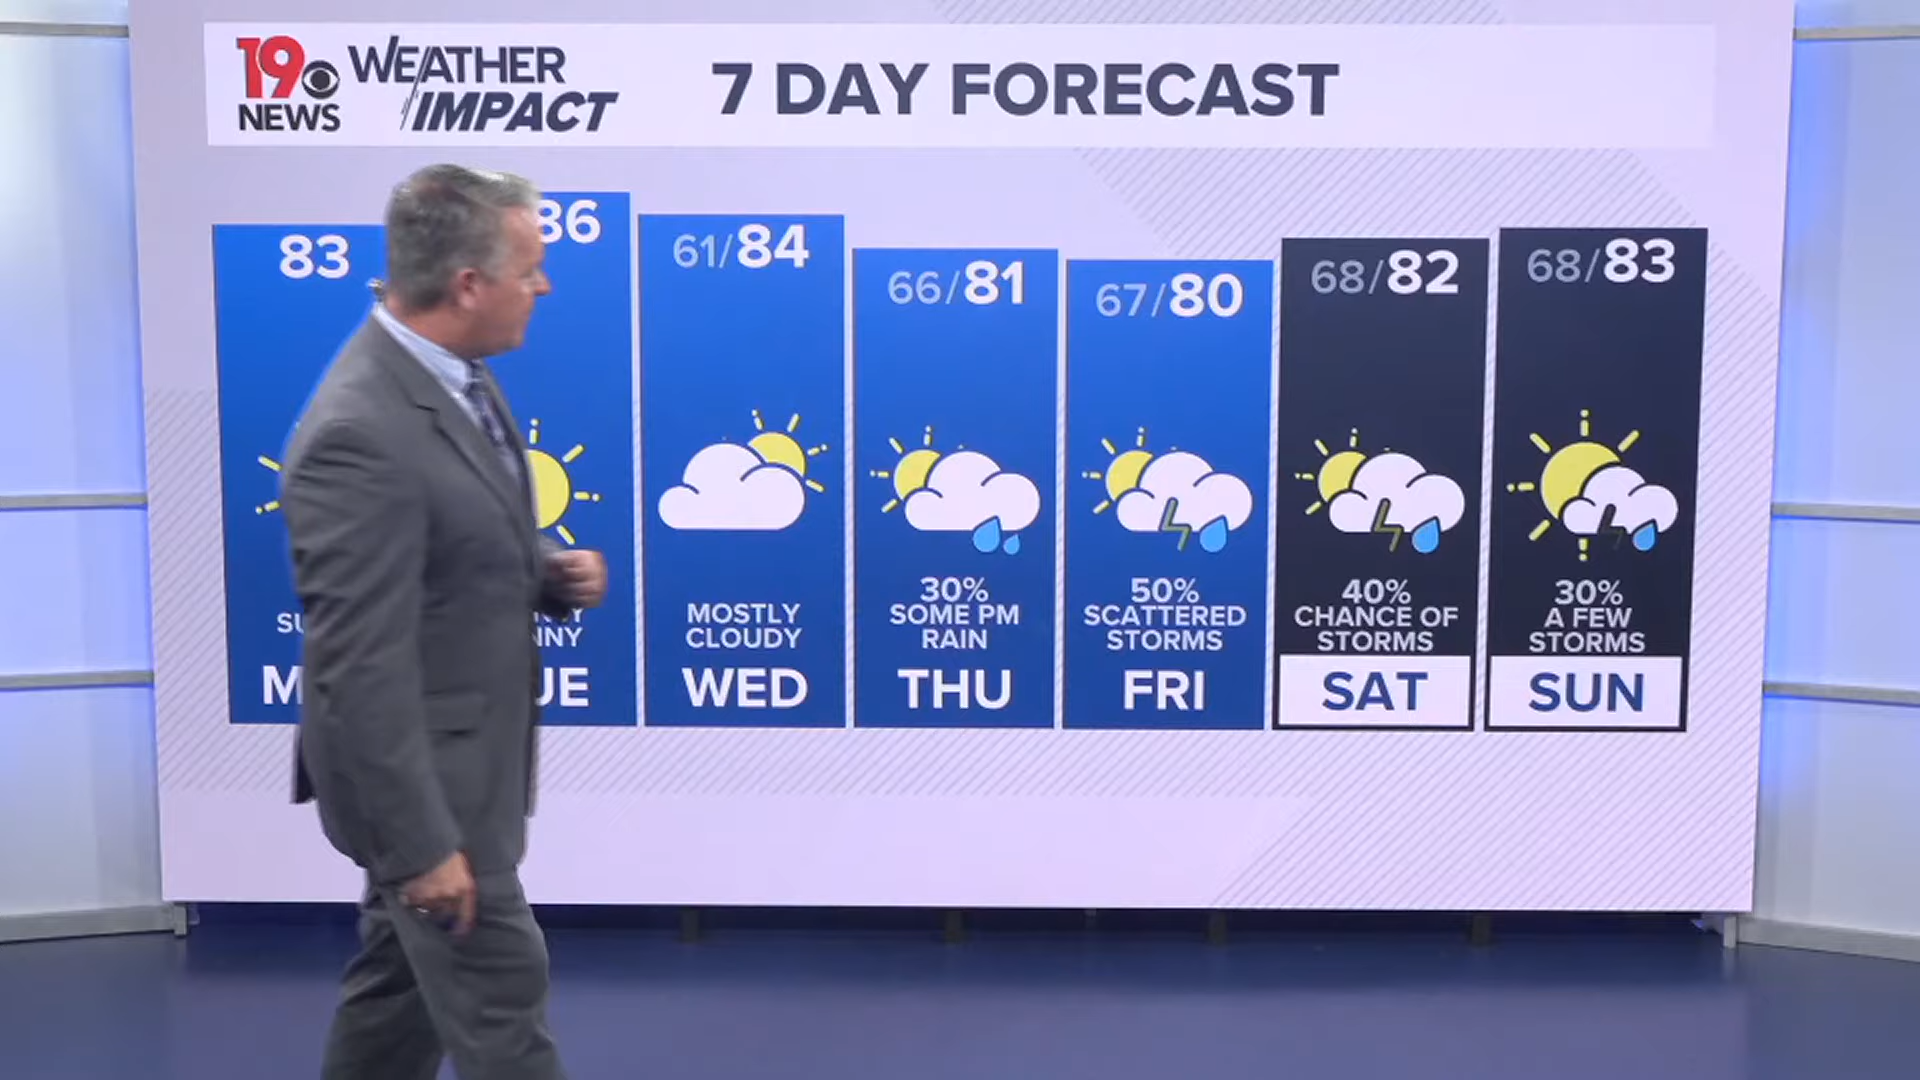 19 NEWS
WEATHER IMPACT
7 DAY FORECAST
83
86
61/84
66/81
67/80
68/82
68/83
MOSTLY CLOUDY
30% SOME PM RAIN
50% SCATTERED STORMS
40% CHANCE OF STORMS
30% A FEW STORMS
WED
THU
FRI
SAT
SUN